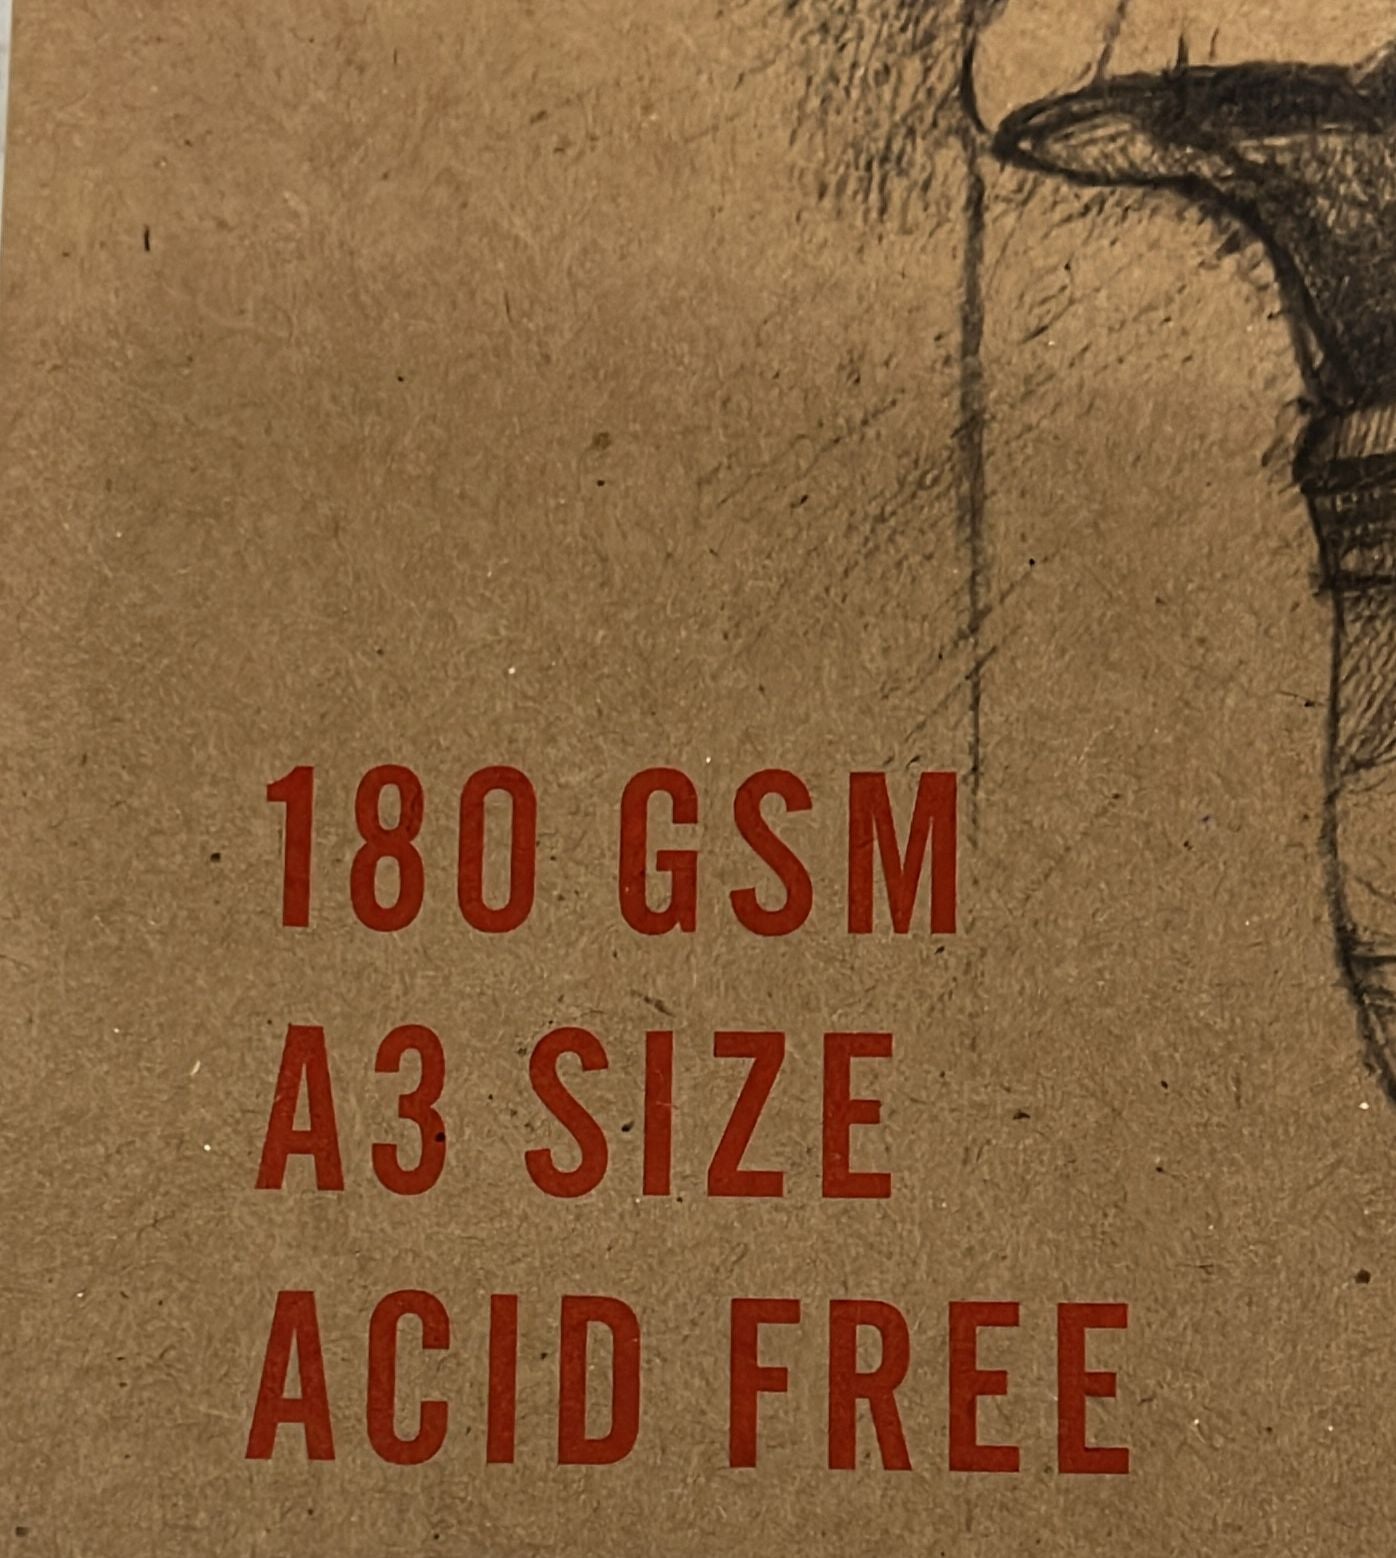 180 GSM
A3 SIZE
ACID FREE